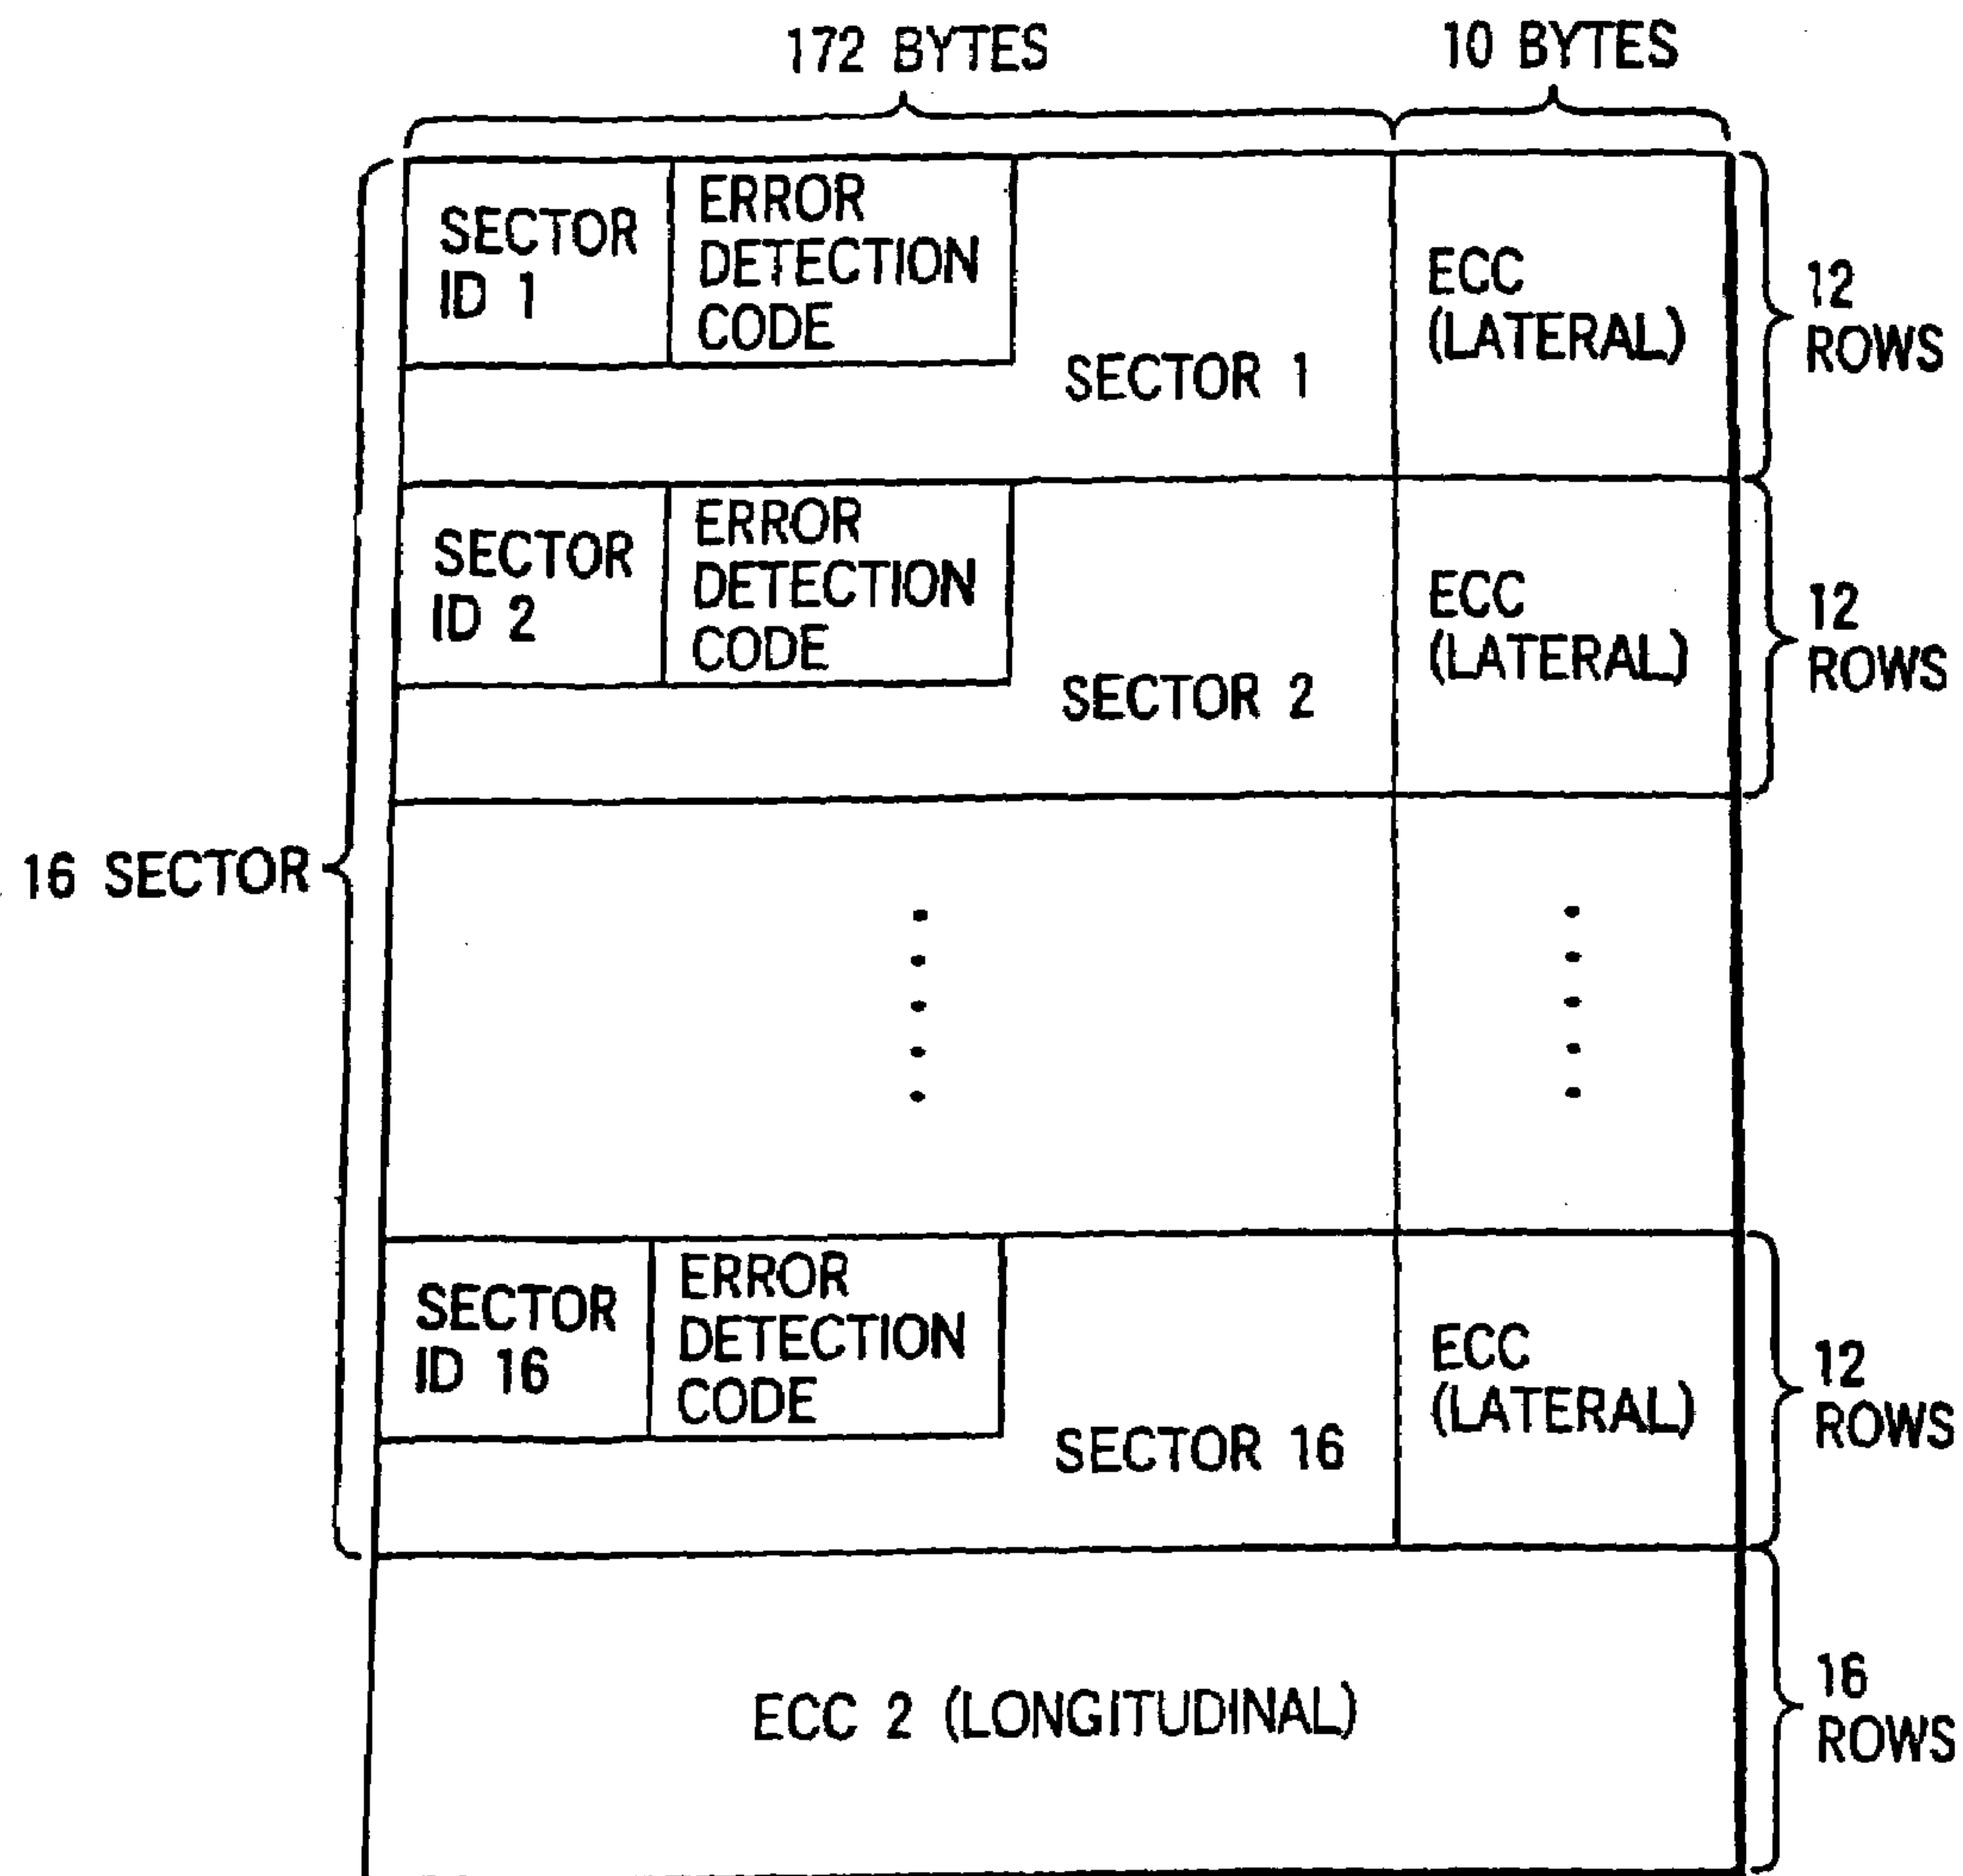 172 BYTES
10 BYTES
SECTOR
ID 1
ERROR
DETECTION
CODE
SECTOR 1
ECC
(LATERAL)
12
ROWS
SECTOR
ID 2
ERROR
DETECTION
CODE
SECTOR 2
ECC
(LATERAL)
12
ROWS
16 SECTOR
SECTOR
ID 16
ERROR
DETECTION
CODE
SECTOR 16
ECC
(LATERAL)
12
ROWS
ECC 2 (LONGITUDINAL)
16
ROWS